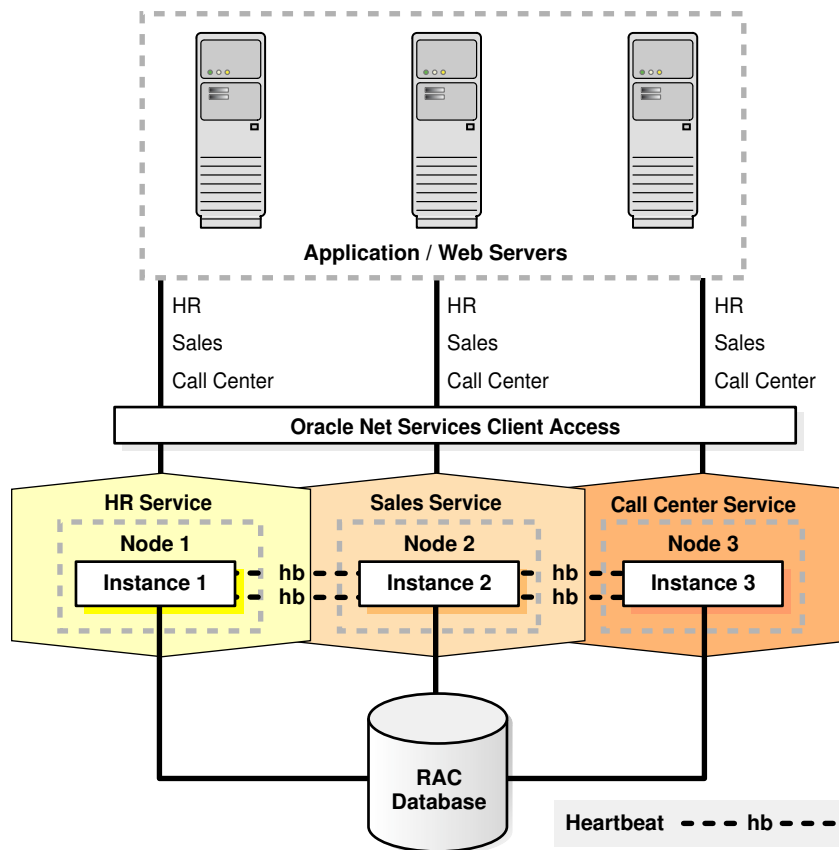 Application / Web Servers
HR
Sales
Call Center
HR
Sales
Call Center
HR
Sales
Call Center
Oracle Net Services Client Access
HR Service
Sales Service
Call Center Service
Node 1
Node 2
Node 3
Instance 1
hb
hb
Instance 2
hb
hb
Instance 3
RAC
Database
Heartbeat hb